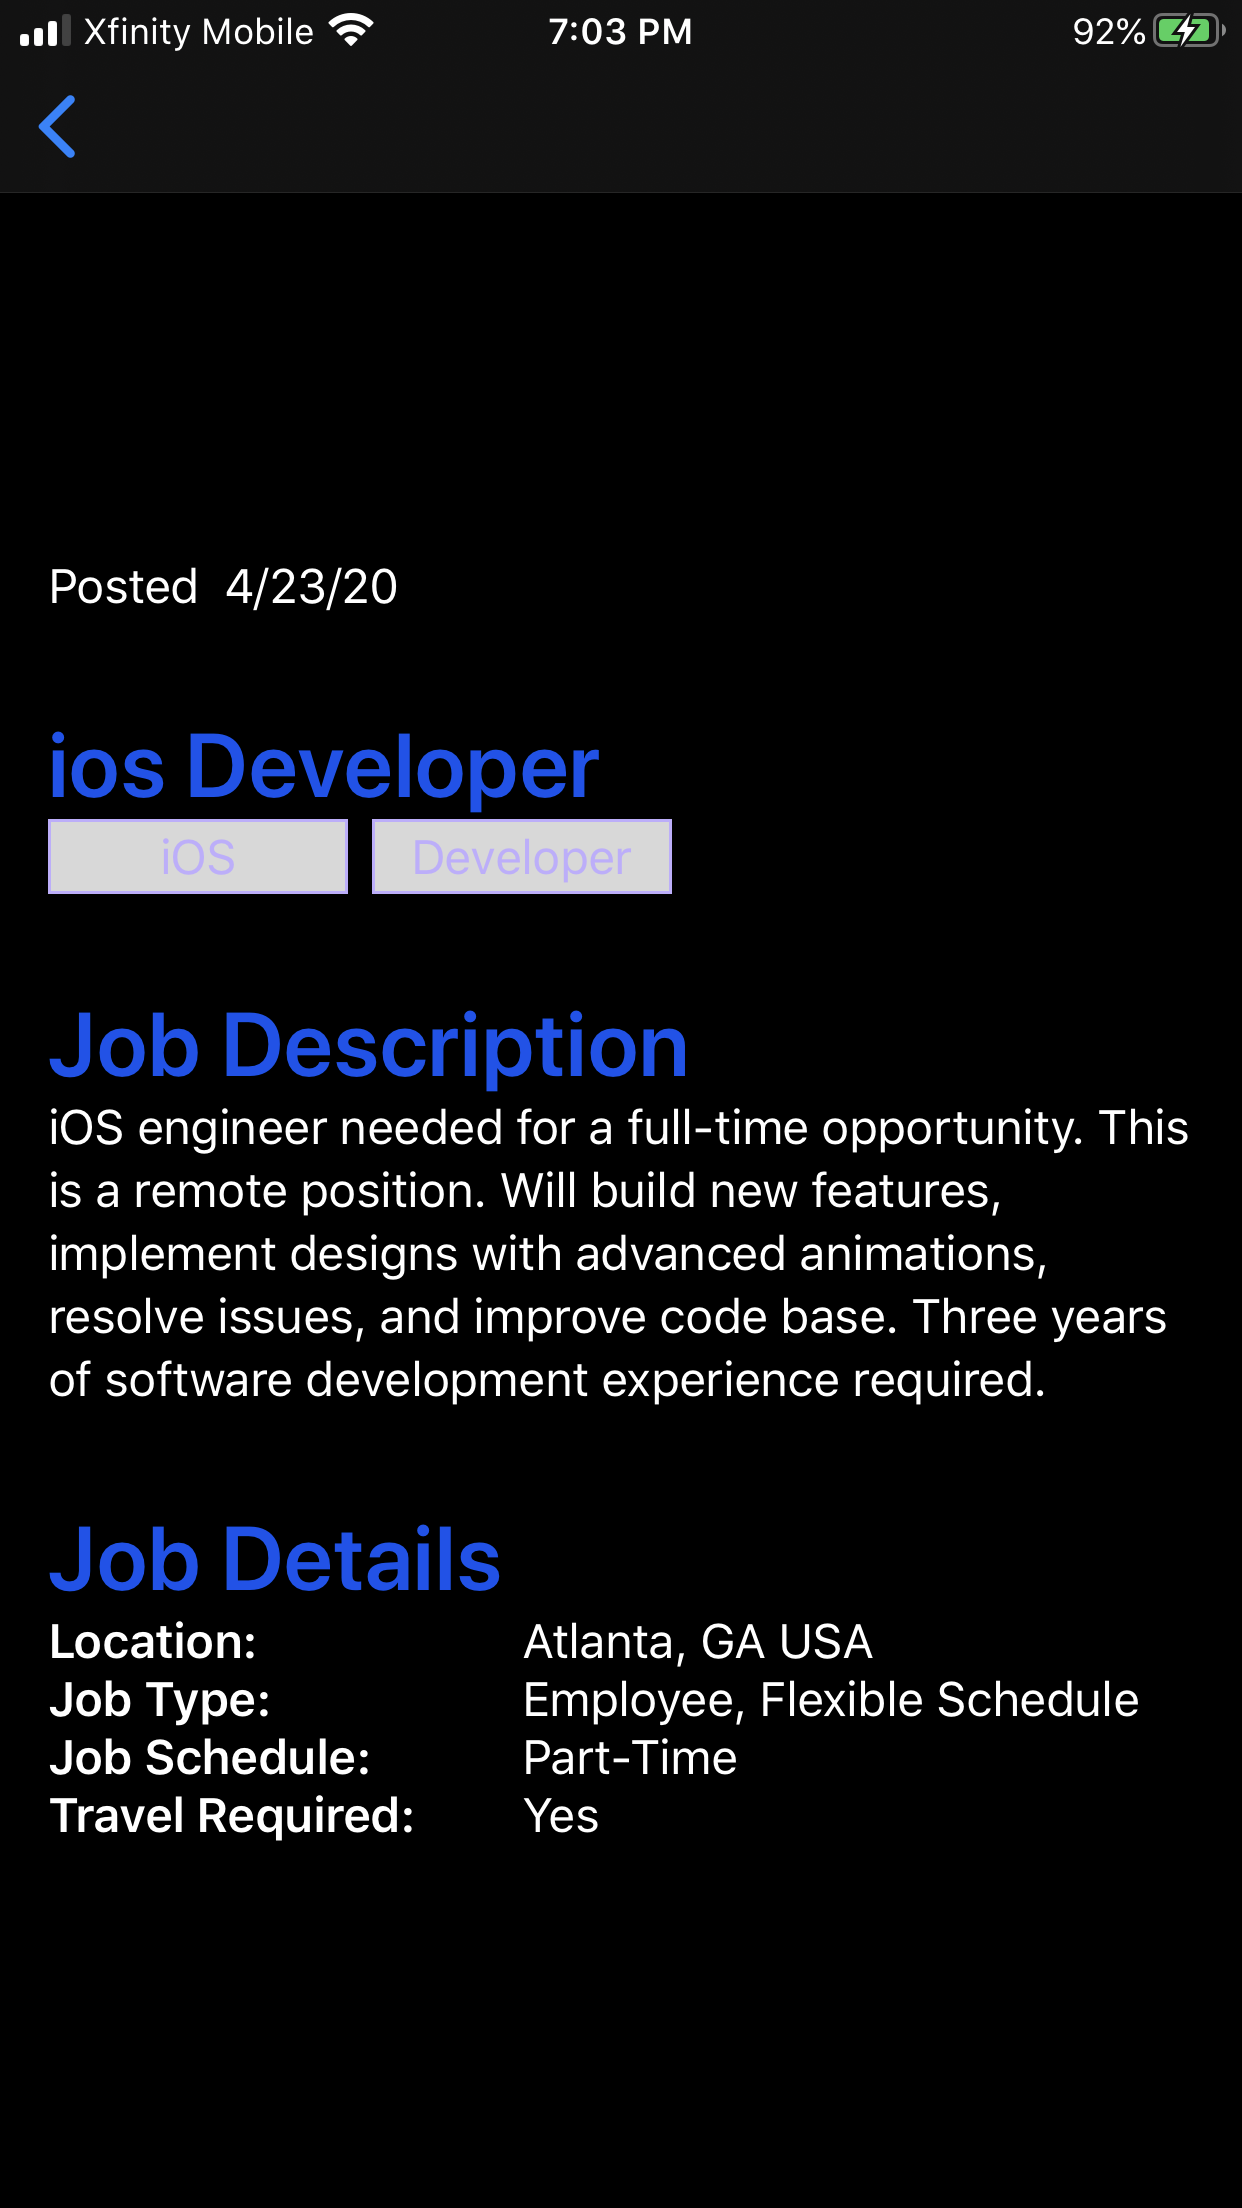 Xfinity Mobile 7:03 PM 92%
Posted 4/23/20
ios Developer
iOS Developer
Job Description
iOS engineer needed for a full-time opportunity. This
is a remote position. Will build new features,
implement designs with advanced animations,
resolve issues, and improve code base. Three years
of software development experience required.
Job Details
Location: Atlanta, GA USA
Job Type: Employee, Flexible Schedule
Job Schedule: Part-Time
Travel Required: Yes